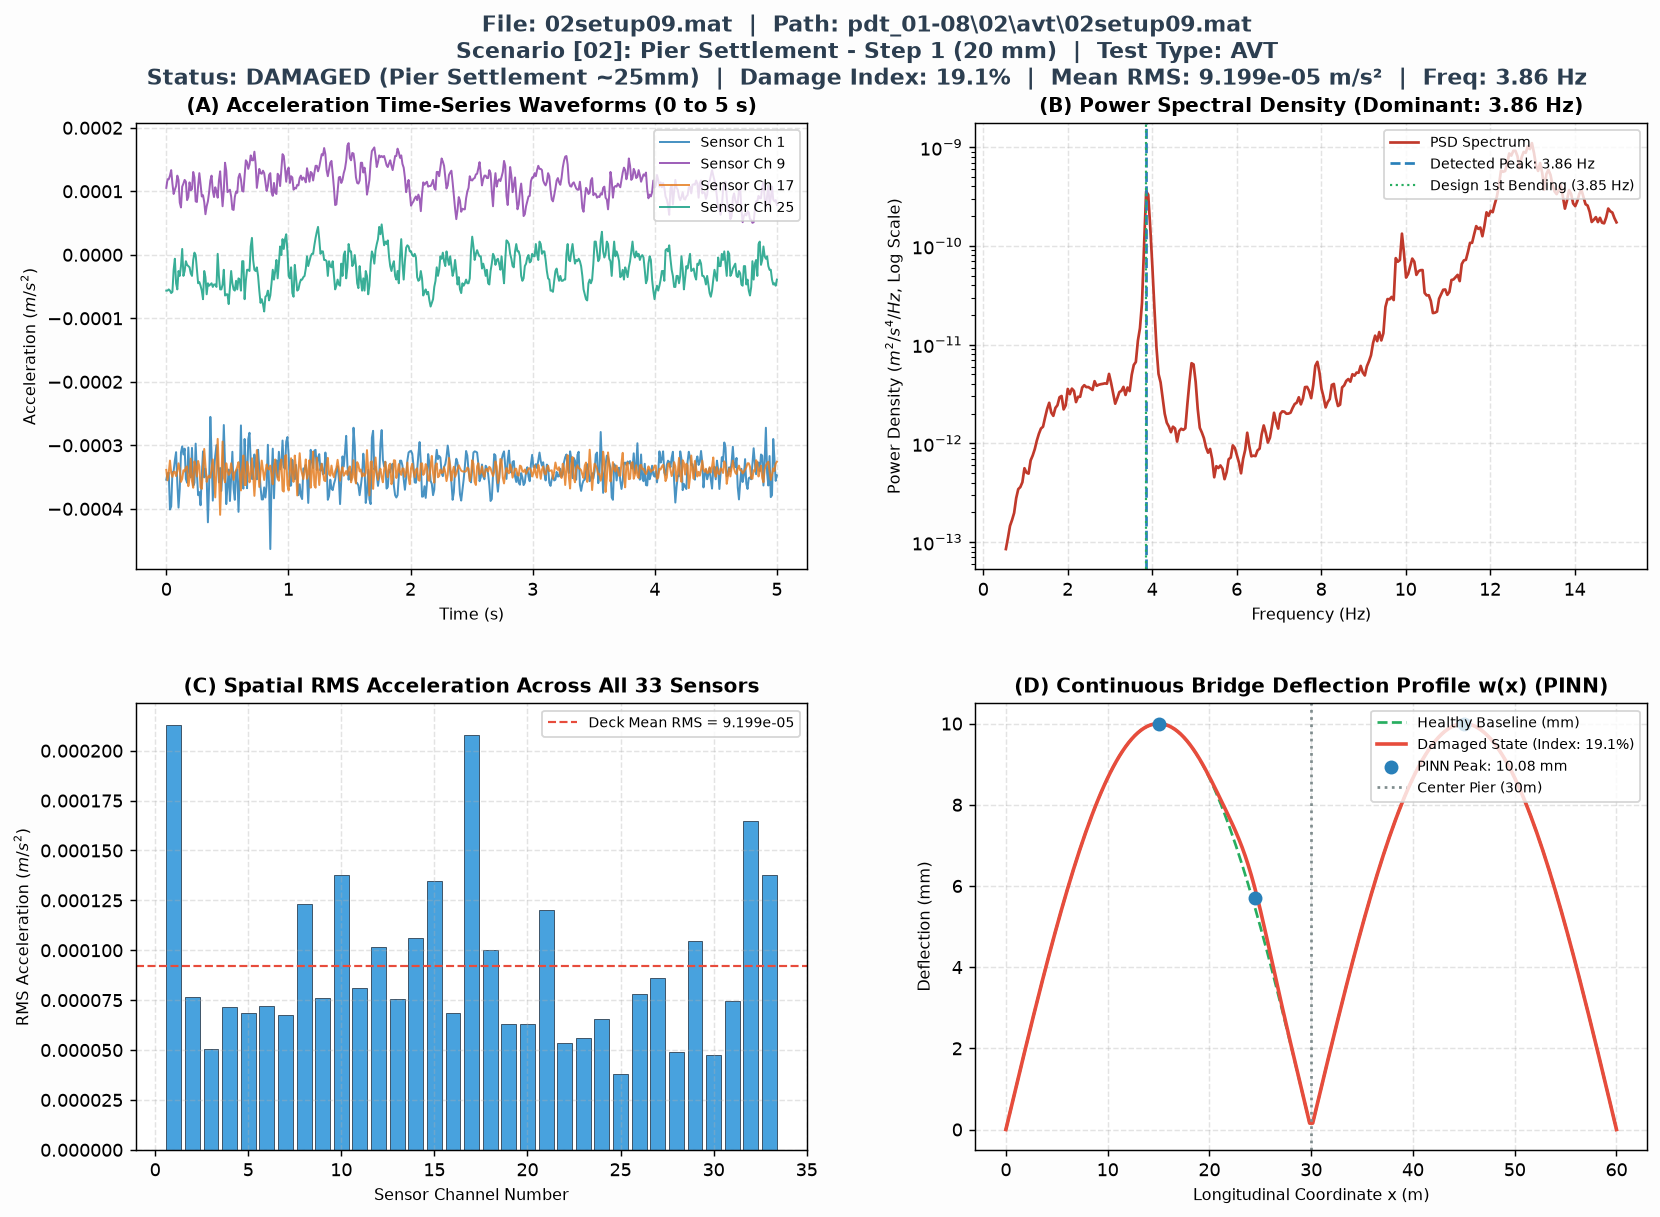 File: 02setup09.mat | Path: pdt_01-08\02\avt\02setup09.mat
Scenario [02]: Pier Settlement - Step 1 (20 mm) | Test Type: AVT
Status: DAMAGED (Pier Settlement ~25mm) | Damage Index: 19.1% | Mean RMS: 9.199e-05 m/s² | Freq: 3.86 Hz
(A) Acceleration Time-Series Waveforms (0 to 5 s)
Sensor Ch 1
Sensor Ch 9
Sensor Ch 17
Sensor Ch 25
Acceleration (m/s²)
0.0002
0.0001
0.0000
−0.0001
−0.0002
−0.0003
−0.0004
0 1 2 3 4 5
Time (s)
(B) Power Spectral Density (Dominant: 3.86 Hz)
PSD Spectrum
Detected Peak: 3.86 Hz
Design 1st Bending (3.85 Hz)
Power Density (m²/s⁴/Hz, Log Scale)
10⁻⁹
10⁻¹⁰
10⁻¹¹
10⁻¹²
10⁻¹³
0 2 4 6 8 10 12 14
Frequency (Hz)
(C) Spatial RMS Acceleration Across All 33 Sensors
Deck Mean RMS = 9.199e-05
RMS Acceleration (m/s²)
0.000200
0.000175
0.000150
0.000125
0.000100
0.000075
0.000050
0.000025
0.000000
0 5 10 15 20 25 30 35
Sensor Channel Number
(D) Continuous Bridge Deflection Profile w(x) (PINN)
Healthy Baseline (mm)
Damaged State (Index: 19.1%)
PINN Peak: 10.08 mm
Center Pier (30m)
Deflection (mm)
10
8
6
4
2
0
0 10 20 30 40 50 60
Longitudinal Coordinate x (m)